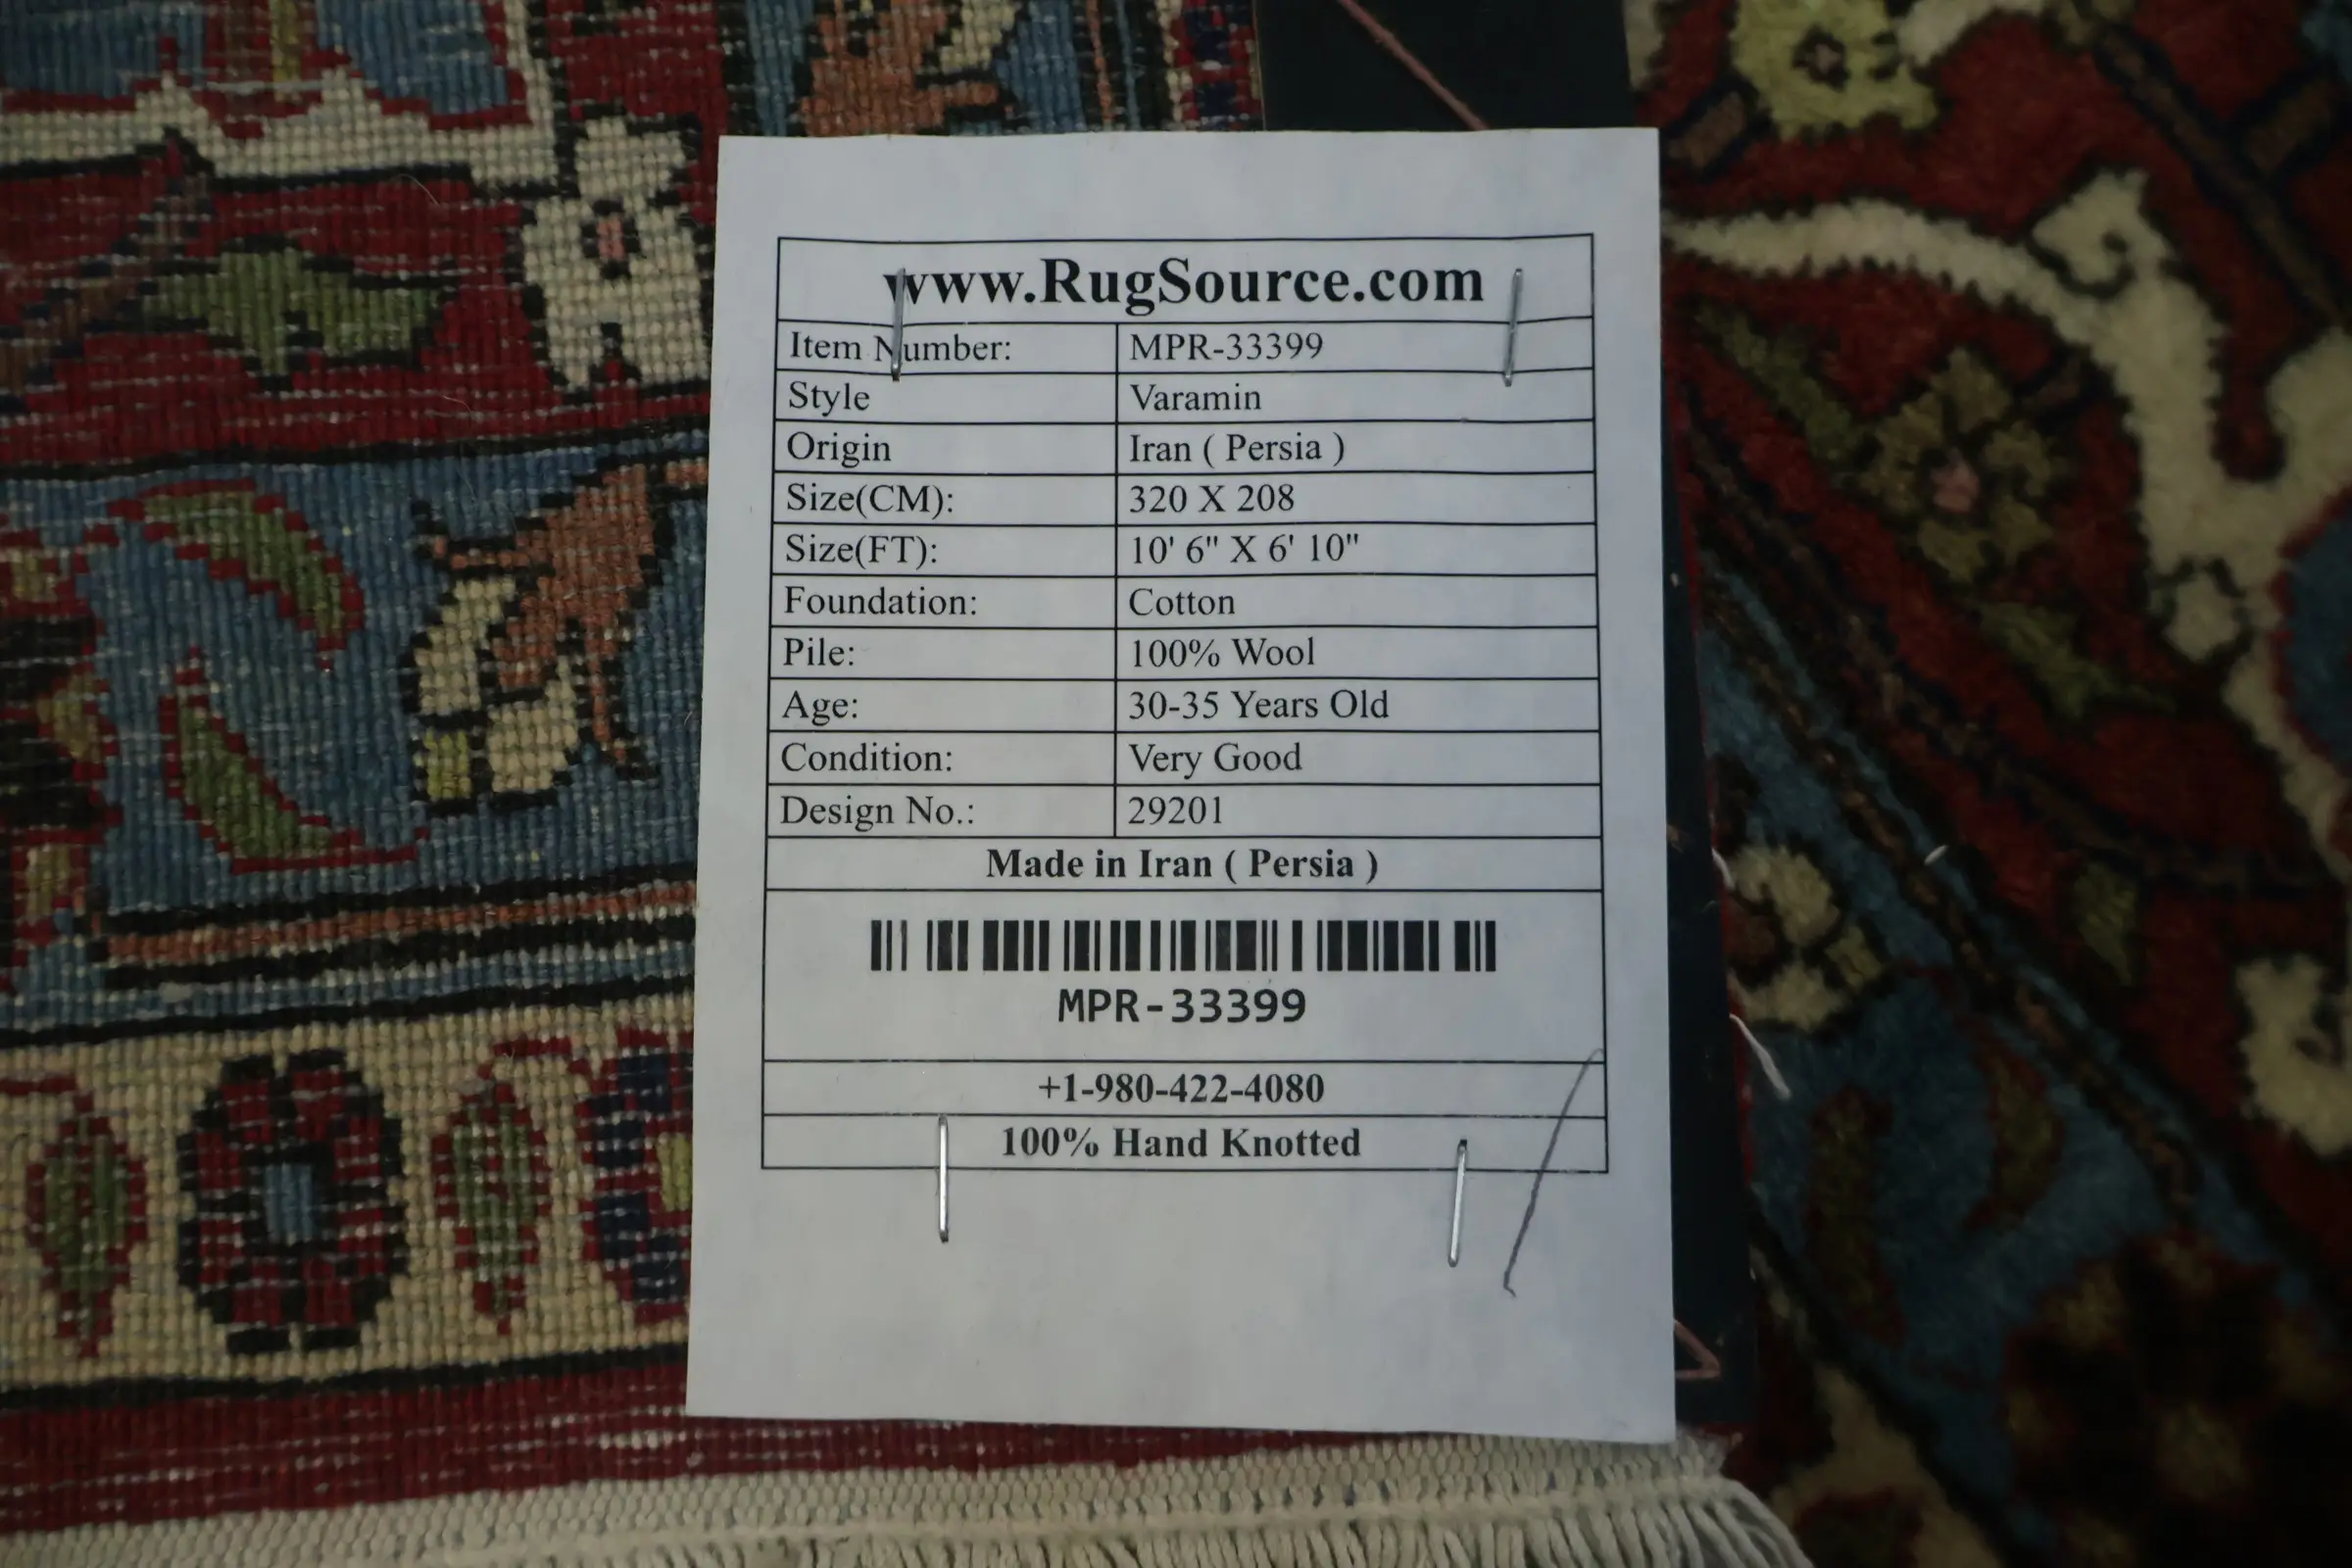 www.RugSource.com
Item Number: MPR-33399
Style Varamin
Origin Iran ( Persia )
Size(CM): 320 X 208
Size(FT): 10' 6" X 6' 10"
Foundation: Cotton
Pile: 100% Wool
Age: 30-35 Years Old
Condition: Very Good
Design No.: 29201
Made in Iran ( Persia )
MPR-33399
+1-980-422-4080
100% Hand Knotted